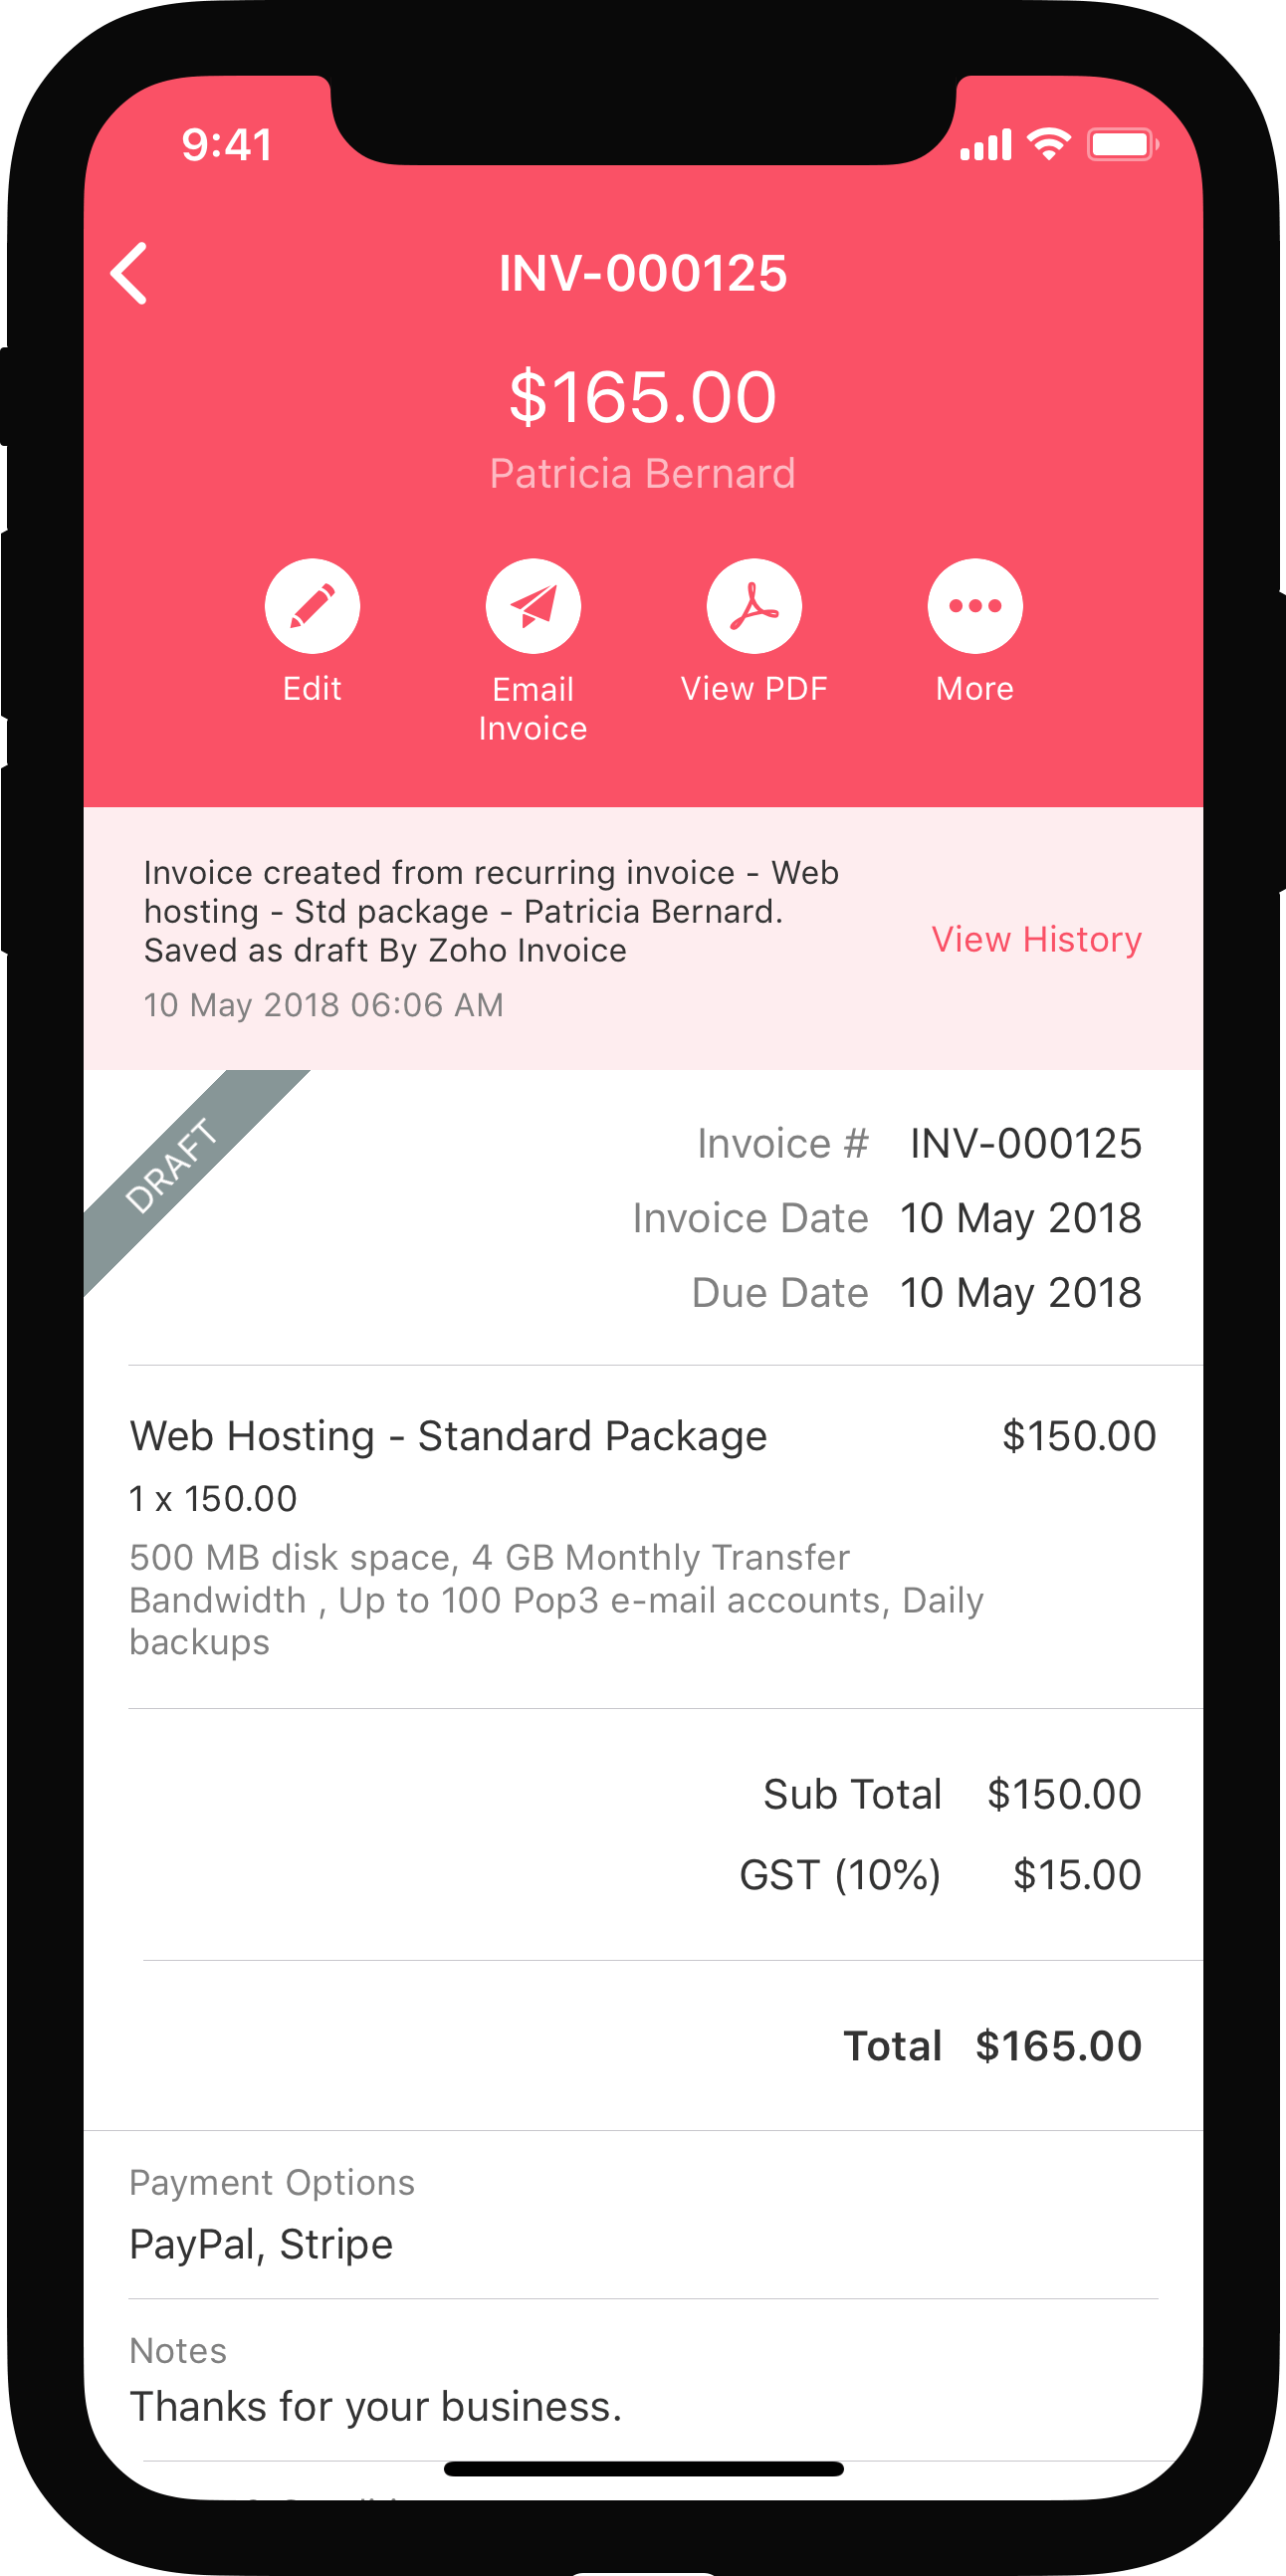 9:41
INV-000125
$165.00
Patricia Bernard
Edit
Email
Invoice
View PDF
More
Invoice created from recurring invoice - Web
hosting - Std package - Patricia Bernard.
Saved as draft By Zoho Invoice
View History
10 May 2018 06:06 AM
DRAFT
Invoice # INV-000125
Invoice Date 10 May 2018
Due Date 10 May 2018
Web Hosting - Standard Package $150.00
1 x 150.00
500 MB disk space, 4 GB Monthly Transfer
Bandwidth , Up to 100 Pop3 e-mail accounts, Daily
backups
Sub Total $150.00
GST (10%) $15.00
Total $165.00
Payment Options
PayPal, Stripe
Notes
Thanks for your business.